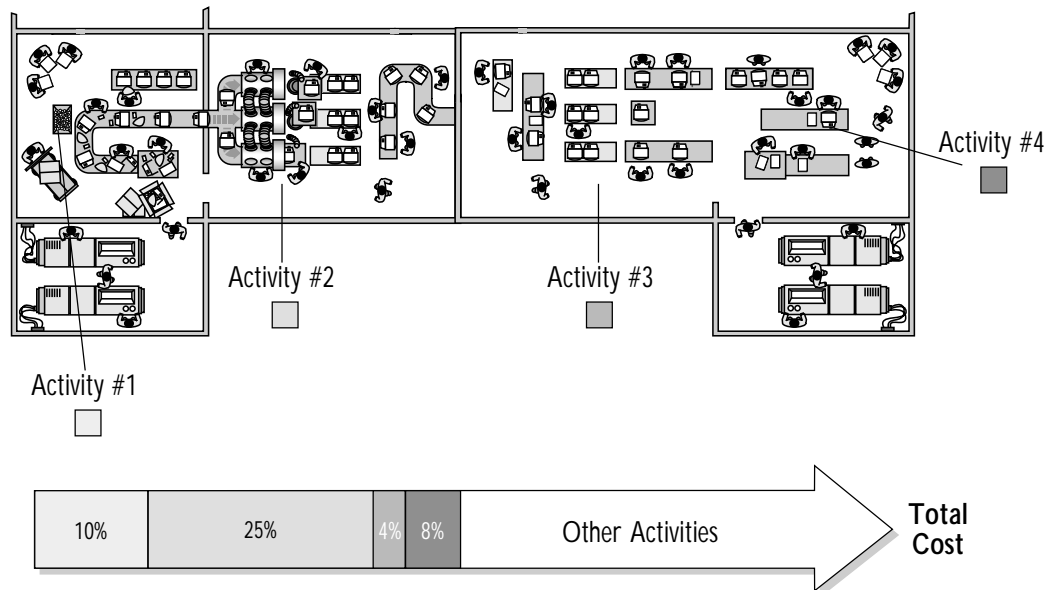 Activity #4
Activity #2
Activity #3
Activity #1
10%
25%
4%
8%
Other Activities
Total
Cost